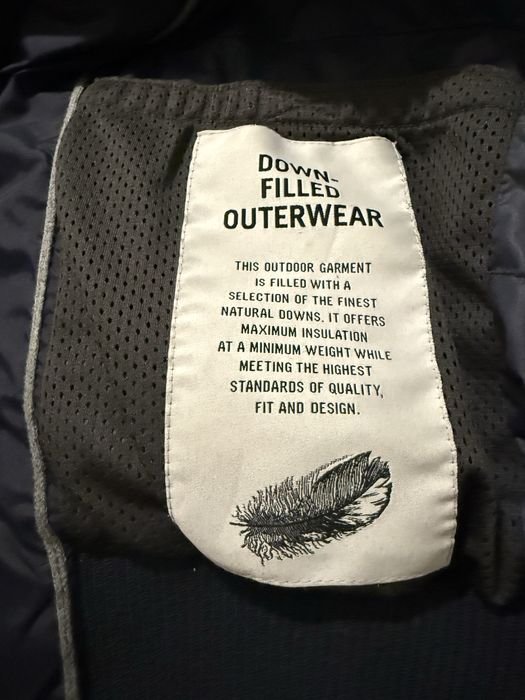 DOWN-
FILLED
OUTERWEAR
THIS OUTDOOR GARMENT
IS FILLED WITH A
SELECTION OF THE FINEST
NATURAL DOWNS. IT OFFERS
MAXIMUM INSULATION
AT A MINIMUM WEIGHT WHILE
MEETING THE HIGHEST
STANDARDS OF QUALITY,
FIT AND DESIGN.